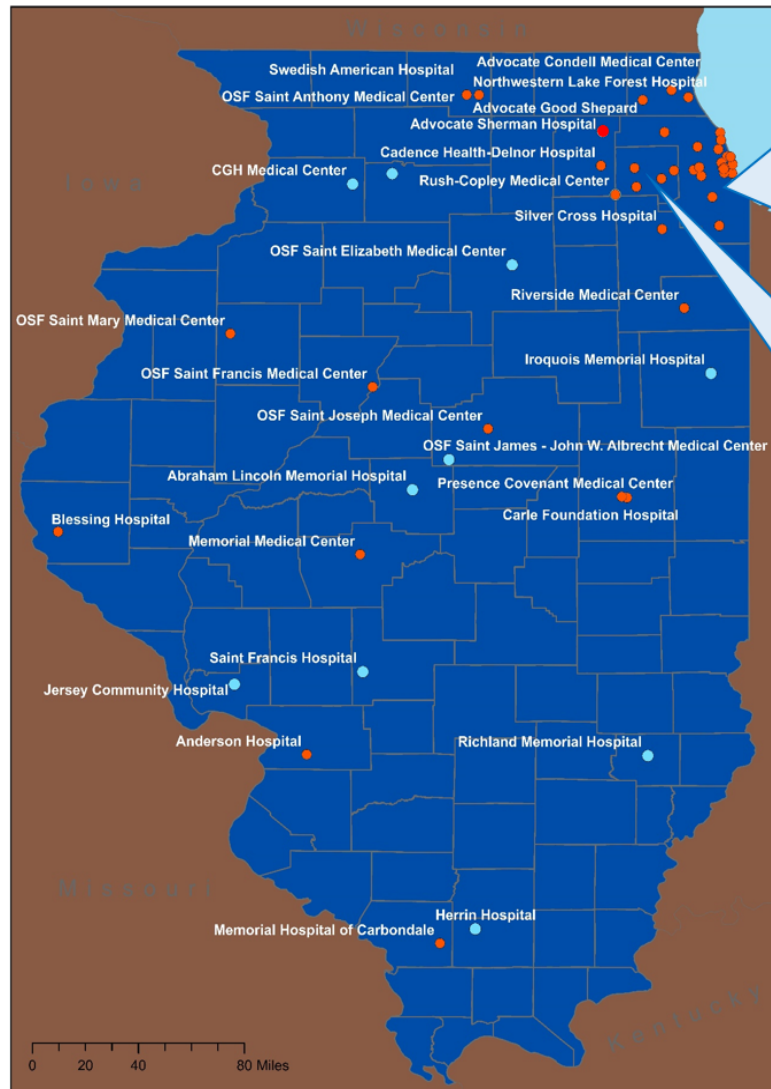 Wisconsin
Advocate Condell Medical Center
Swedish American Hospital
Northwestern Lake Forest Hospital
OSF Saint Anthony Medical Center
Advocate Good Shepard
Advocate Sherman Hospital
Cadence Health-Delnor Hospital
CGH Medical Center
Iowa
Rush-Copley Medical Center
Silver Cross Hospital
OSF Saint Elizabeth Medical Center
Riverside Medical Center
OSF Saint Mary Medical Center
Iroquois Memorial Hospital
OSF Saint Francis Medical Center
OSF Saint Joseph Medical Center
OSF Saint James - John W. Albrecht Medical Center
Abraham Lincoln Memorial Hospital
Presence Covenant Medical Center
Carle Foundation Hospital
Blessing Hospital
Memorial Medical Center
Saint Francis Hospital
Jersey Community Hospital
Anderson Hospital
Richland Memorial Hospital
Missouri
Herrin Hospital
Memorial Hospital of Carbondale
Kentucky
0 20 40 80 Miles